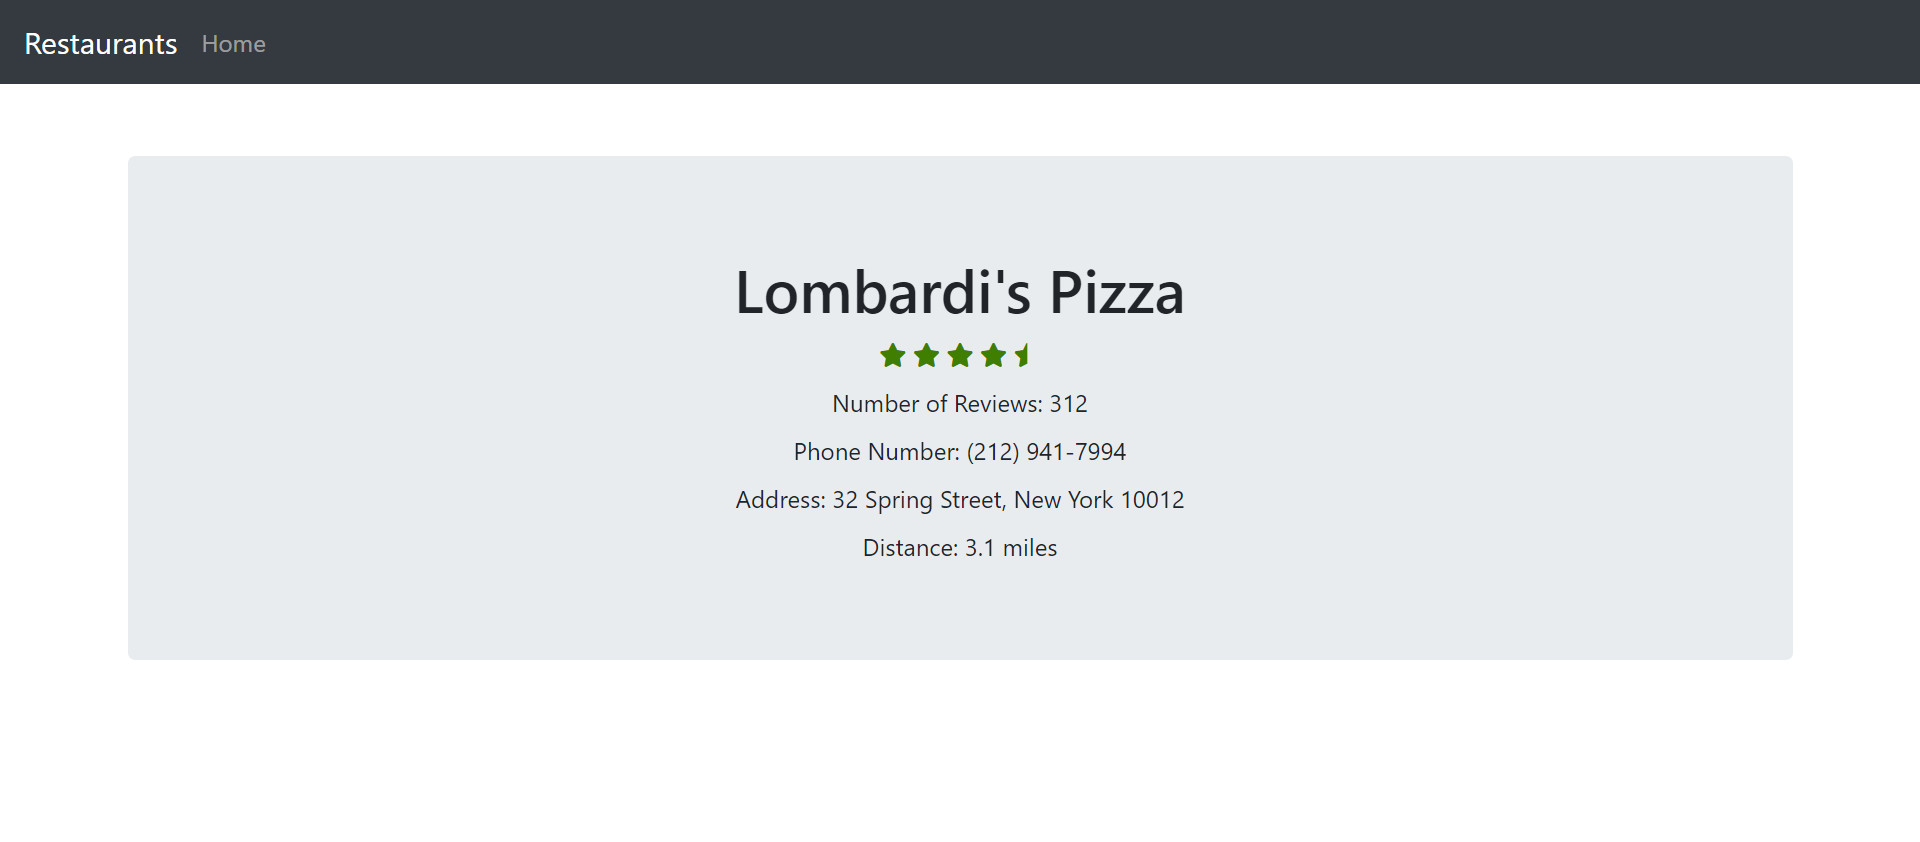 Restaurants Home
Lombardi's Pizza
Number of Reviews: 312
Phone Number: (212) 941-7994
Address: 32 Spring Street, New York 10012
Distance: 3.1 miles